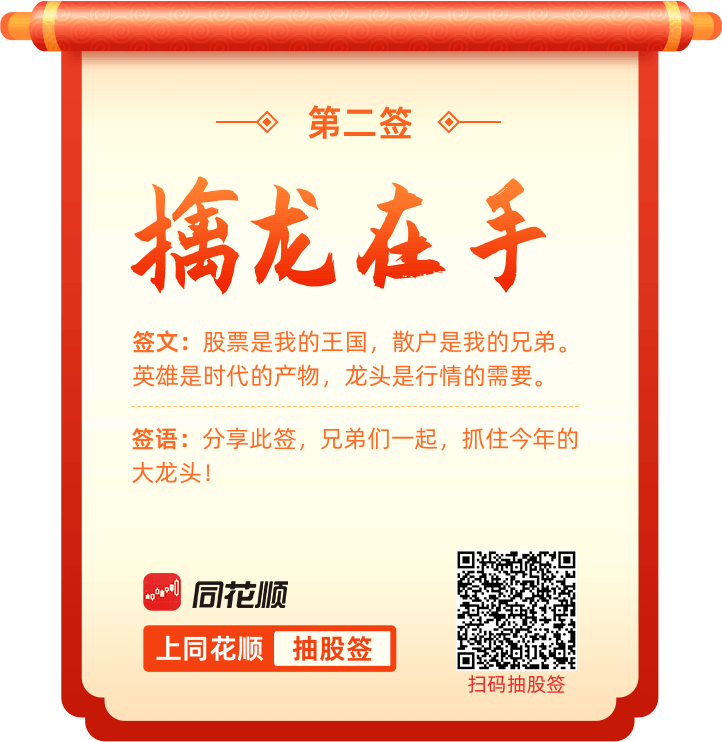 第二签
擒龙在手
签文：股票是我的王国，散户是我的兄弟。
英雄是时代的产物，龙头是行情的需要。
签语：分享此签，兄弟们一起，抓住今年的
大龙头！
同花顺
上同花顺 抽股签
扫码抽股签